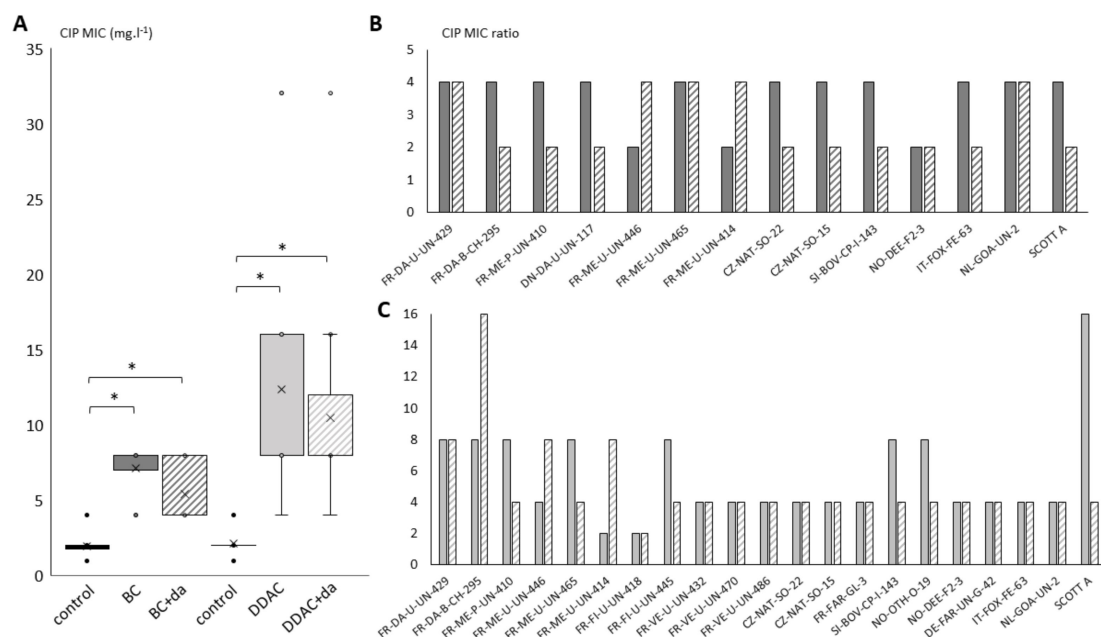 A
CIP MIC (mg.l-1)
35
30
25
20
15
10
5
0
*
*
*
*
control
BC
BC+da
control
DDAC
DDAC+da
B
CIP MIC ratio
5
4
3
2
1
0
FR-DA-U-UN-429
FR-DA-B-CH-295
FR-ME-P-UN-410
DN-DA-U-UN-117
FR-ME-U-UN-446
FR-ME-U-UN-465
FR-ME-U-UN-414
CZ-NAT-SO-22
CZ-NAT-SO-15
SI-BOV-CP-I-143
NO-DEE-F2-3
IT-FOX-FE-63
NL-GOA-UN-2
SCOTT A
C
16
14
12
10
8
6
4
2
0
FR-DA-U-UN-429
FR-DA-B-CH-295
FR-ME-P-UN-410
FR-ME-U-UN-446
FR-ME-U-UN-465
FR-ME-U-UN-414
FR-FI-U-UN-418
FR-FI-U-UN-445
FR-VE-U-UN-432
FR-VE-U-UN-470
FR-VE-U-UN-486
CZ-NAT-SO-22
CZ-NAT-SO-15
FR-FAR-GL-3
SI-BOV-CP-I-143
NO-OTH-O-19
NO-DEE-F2-3
DE-FAR-UN-G-42
IT-FOX-FE-63
NL-GOA-UN-2
SCOTT A